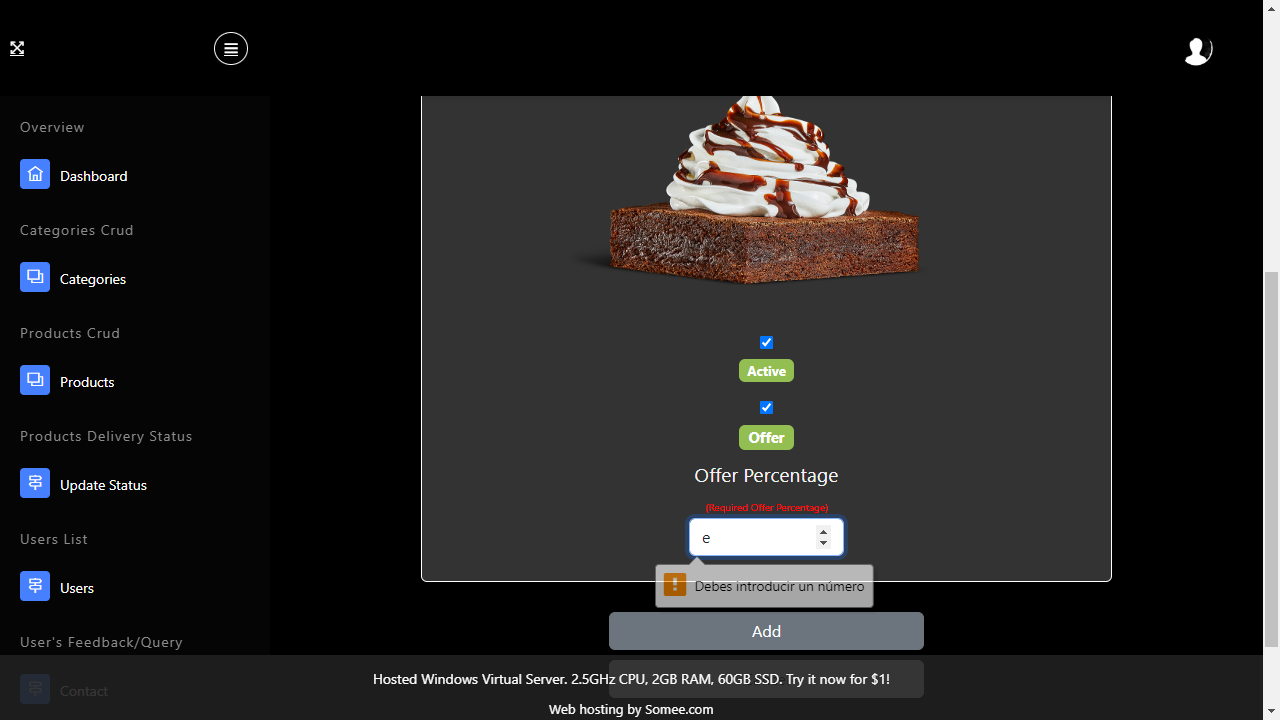 Overview
Dashboard
Categories Crud
Categories
Products Crud
Products
Products Delivery Status
Update Status
Users List
Users
User's Feedback/Query
Contact
Active
Offer
Offer Percentage
(Required Offer Percentage)
e
Debes introducir un número
Add
Hosted Windows Virtual Server. 2.5GHz CPU, 2GB RAM, 60GB SSD. Try it now for $1!
Web hosting by Somee.com